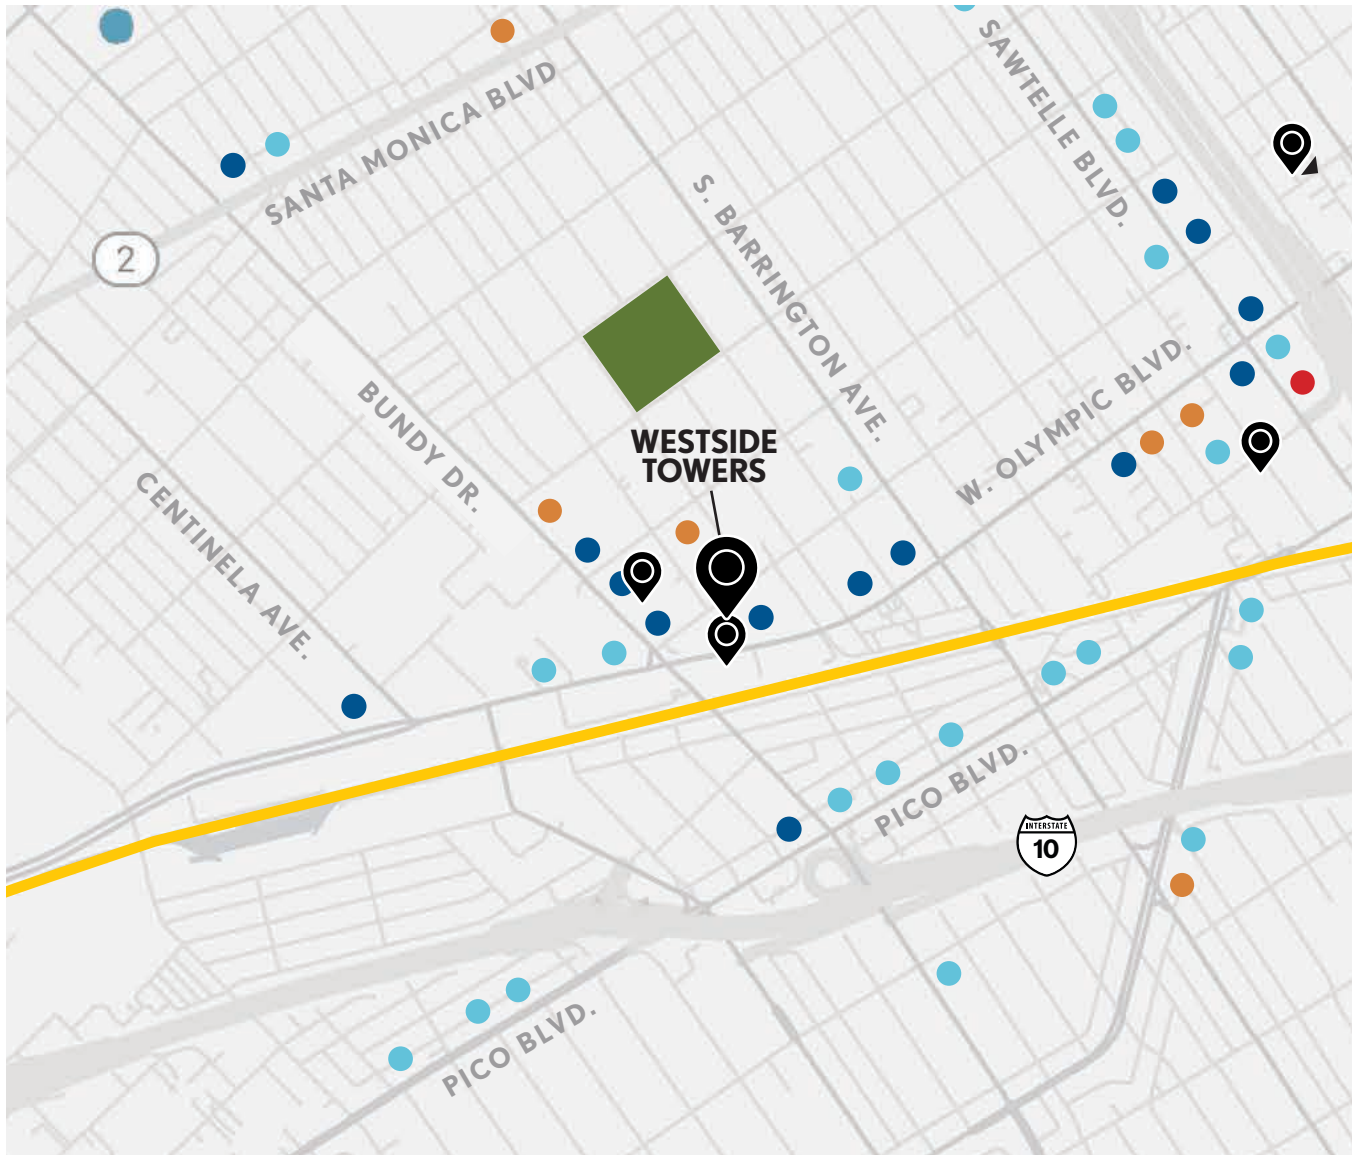 SANTA MONICA BLVD
SAWTELLE BLVD.
S. BARRINGTON AVE.
2
BUNDY DR.
W. OLYMPIC BLVD.
WESTSIDE
TOWERS
CENTINELA AVE.
PICO BLVD.
INTERSTATE
10
PICO BLVD.